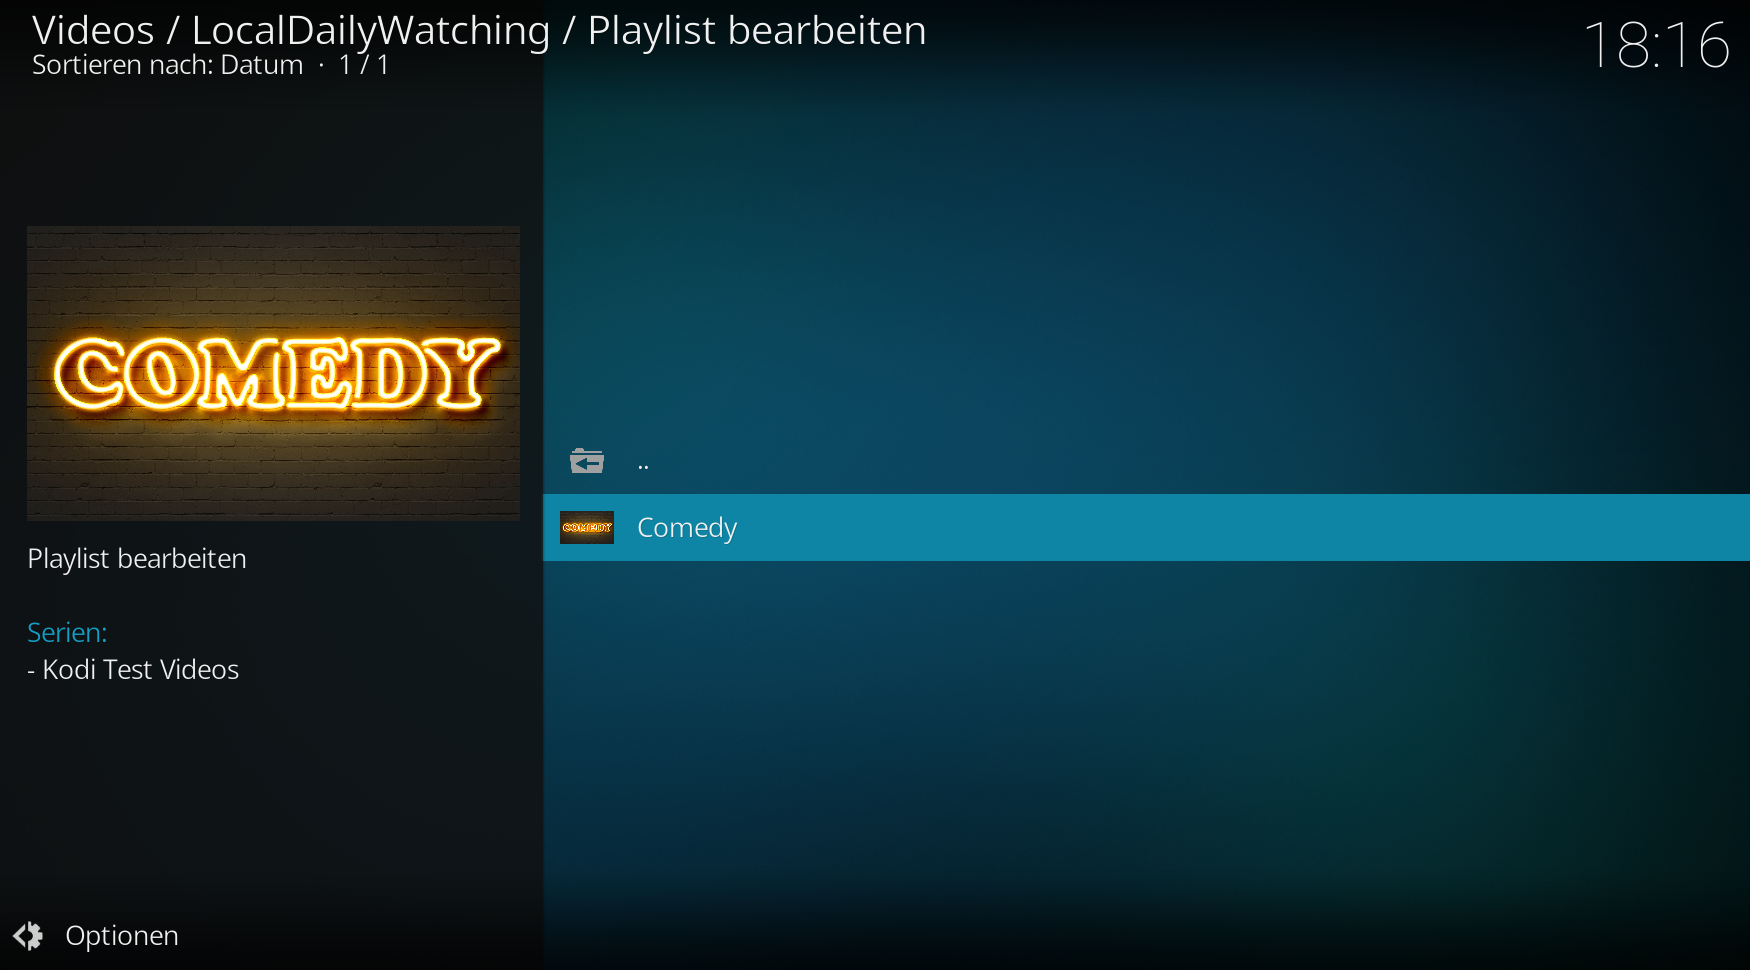 Videos / LocalDailyWatching / Playlist bearbeiten
Sortieren nach: Datum · 1 / 1
18:16
COMEDY
Playlist bearbeiten
Serien:
- Kodi Test Videos
..
COMEDY
Comedy
Optionen